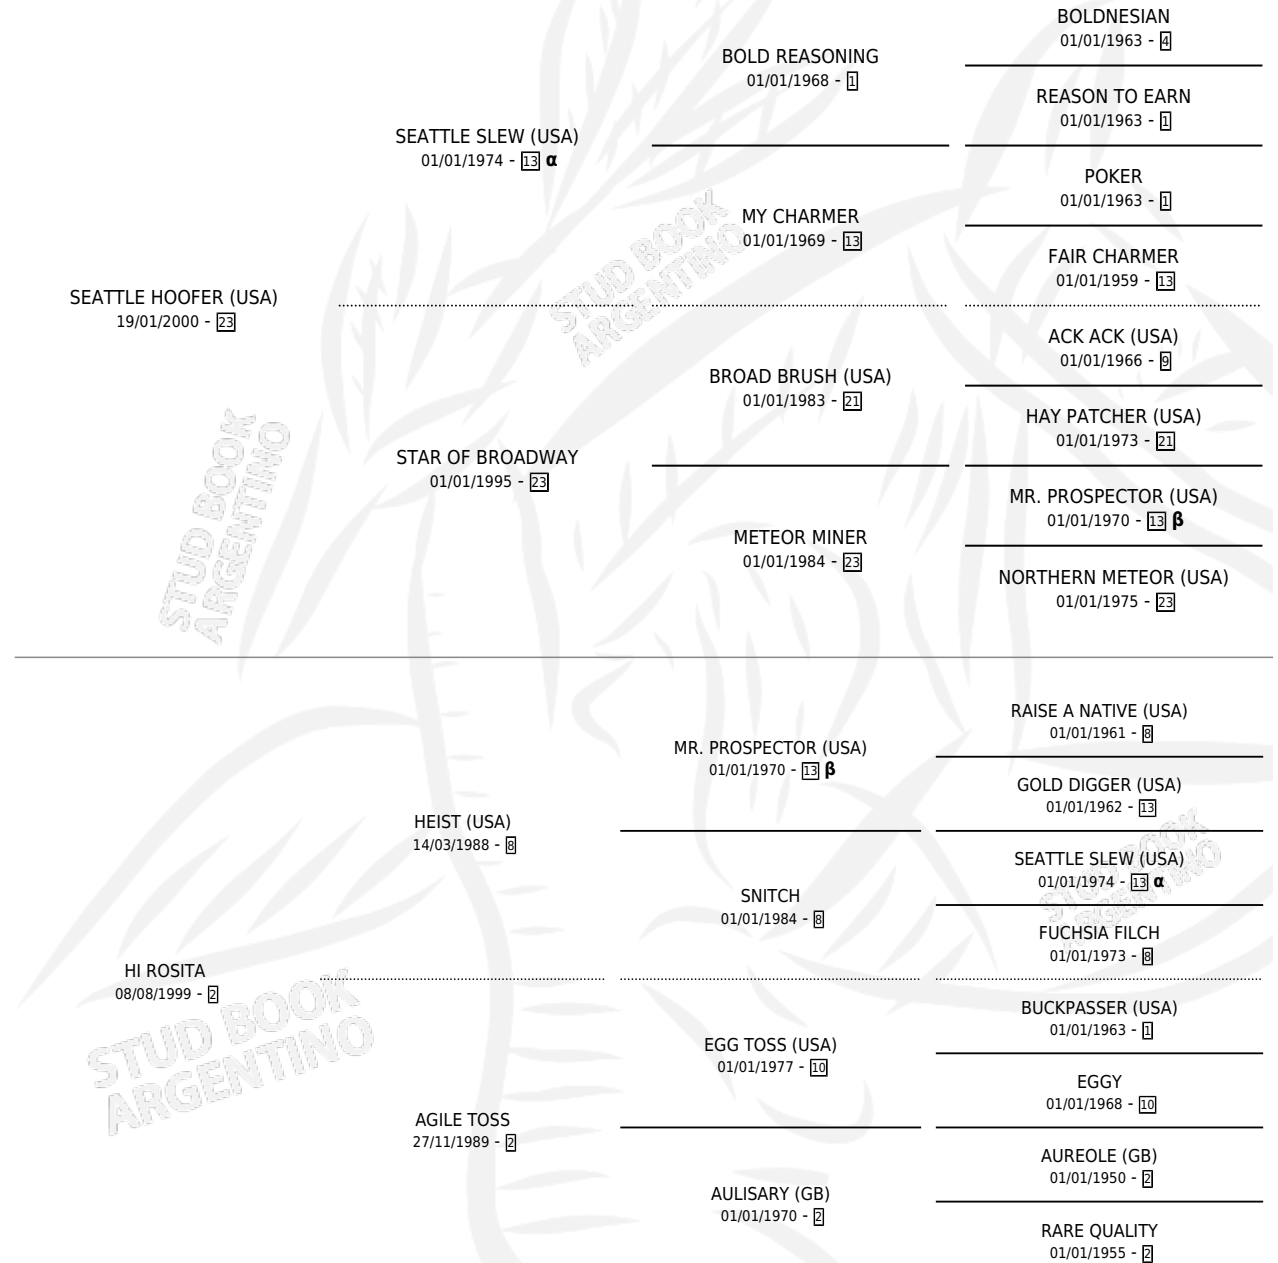 BOLDNESIAN
01/01/1963 - 4
BOLD REASONING
01/01/1968 - 1
REASON TO EARN
01/01/1963 - 1
SEATTLE SLEW (USA)
01/01/1974 - 13 α
POKER
01/01/1963 - 1
MY CHARMER
01/01/1969 - 13
FAIR CHARMER
01/01/1959 - 13
SEATTLE HOOFER (USA)
19/01/2000 - 23
ACK ACK (USA)
01/01/1966 - 9
BROAD BRUSH (USA)
01/01/1983 - 21
HAY PATCHER (USA)
01/01/1973 - 21
STAR OF BROADWAY
01/01/1995 - 23
MR. PROSPECTOR (USA)
01/01/1970 - 13 β
METEOR MINER
01/01/1984 - 23
NORTHERN METEOR (USA)
01/01/1975 - 23
RAISE A NATIVE (USA)
01/01/1961 - 8
MR. PROSPECTOR (USA)
01/01/1970 - 13 β
GOLD DIGGER (USA)
01/01/1962 - 13
HEIST (USA)
14/03/1988 - 8
SEATTLE SLEW (USA)
01/01/1974 - 13 α
SNITCH
01/01/1984 - 8
FUCHSIA FILCH
01/01/1973 - 8
HI ROSITA
08/08/1999 - 2
BUCKPASSER (USA)
01/01/1963 - 1
EGG TOSS (USA)
01/01/1977 - 10
EGGY
01/01/1968 - 10
AGILE TOSS
27/11/1989 - 2
AUREOLE (GB)
01/01/1950 - 2
AULISARY (GB)
01/01/1970 - 2
RARE QUALITY
01/01/1955 - 2
STUD BOOK
ARGENTINO
STUD BOOK
ARGENTINO
STUD BOOK
ARGENTINO
STUD BOOK
ARGENTINO